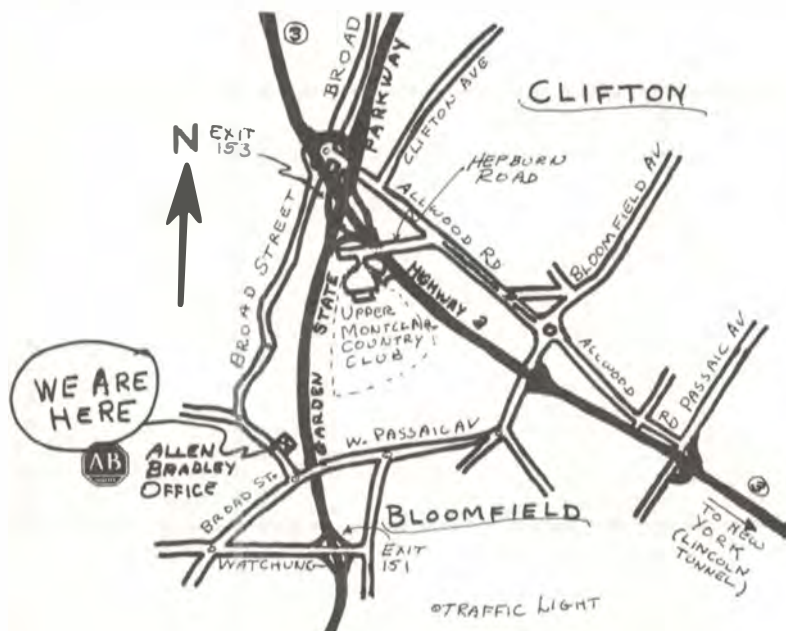 ③
BROAD
PARKWAY
CLIFTON AVE
CLIFTON
N
EXIT
153
HEPBURN
ROAD
ALLWOOD RD
BLOOMFIELD AV
BROAD STREET
STATE
HIGHWAY 3
UPPER
MONTCLAIR
COUNTRY
CLUB
ALLWOOD
RD
PASSAIC AV
WE ARE
HERE
AB
ALLEN
BRADLEY
OFFICE
GARDEN
W. PASSAIC AV
BROAD ST.
BLOOMFIELD
③
TO NEW
YORK
(LINCOLN
TUNNEL)
WATCHUNG
EXIT
151
OTRAFFIC LIGHT